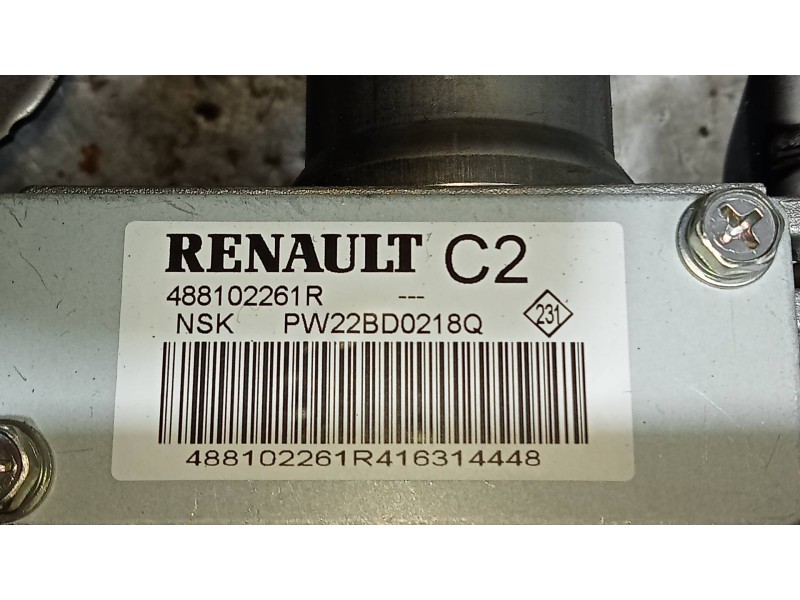 RENAULT C2
488102261R ---
NSK PW22BD0218Q 231
488102261R416314448